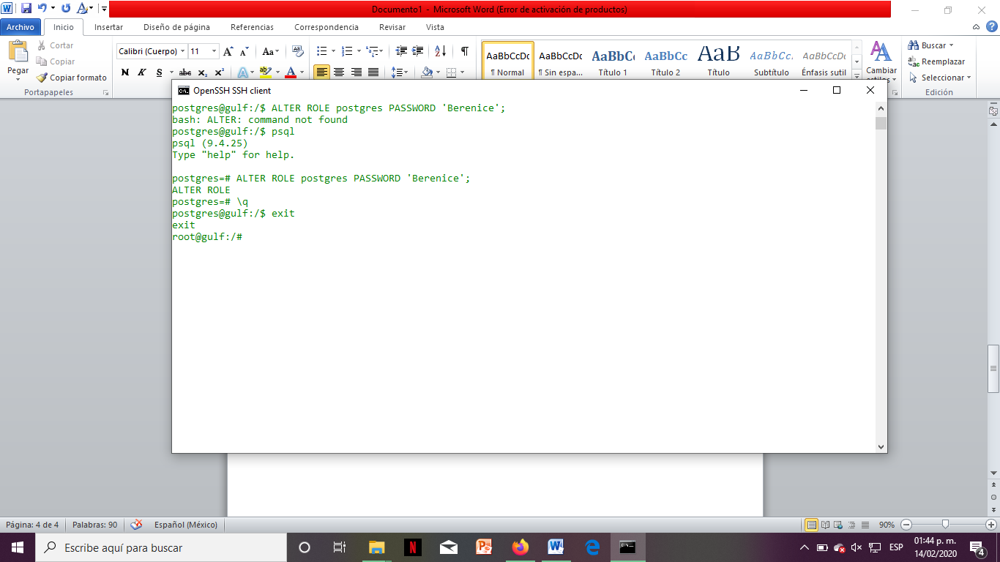 Documento1 - Microsoft Word (Error de activación de productos)
Archivo Inicio Insertar Diseño de página Referencias Correspondencia Revisar Vista
Pegar
Cortar
Copiar
Copiar formato
Portapapeles
Calibri (Cuerpo) 11
N K S abc x₂ x²
AaBbCcDc AaBbCcDc AaBbC AaBbCc AaB AaBbCc. AaBbCcDc
¶ Normal ¶ Sin espa... Título 1 Título 2 Título Subtítulo Énfasis sutil
Cambiar
Buscar
Reemplazar
Seleccionar
Edición
OpenSSH SSH client
postgres@gulf:/$ ALTER ROLE postgres PASSWORD 'Berenice';
bash: ALTER: command not found
postgres@gulf:/$ psql
psql (9.4.25)
Type "help" for help.
postgres=# ALTER ROLE postgres PASSWORD 'Berenice';
ALTER ROLE
postgres=# \q
postgres@gulf:/$ exit
exit
root@gulf:/#
Página: 4 de 4 Palabras: 90 Español (México) 90%
Escribe aquí para buscar
ESP
01:44 p. m.
14/02/2020
4